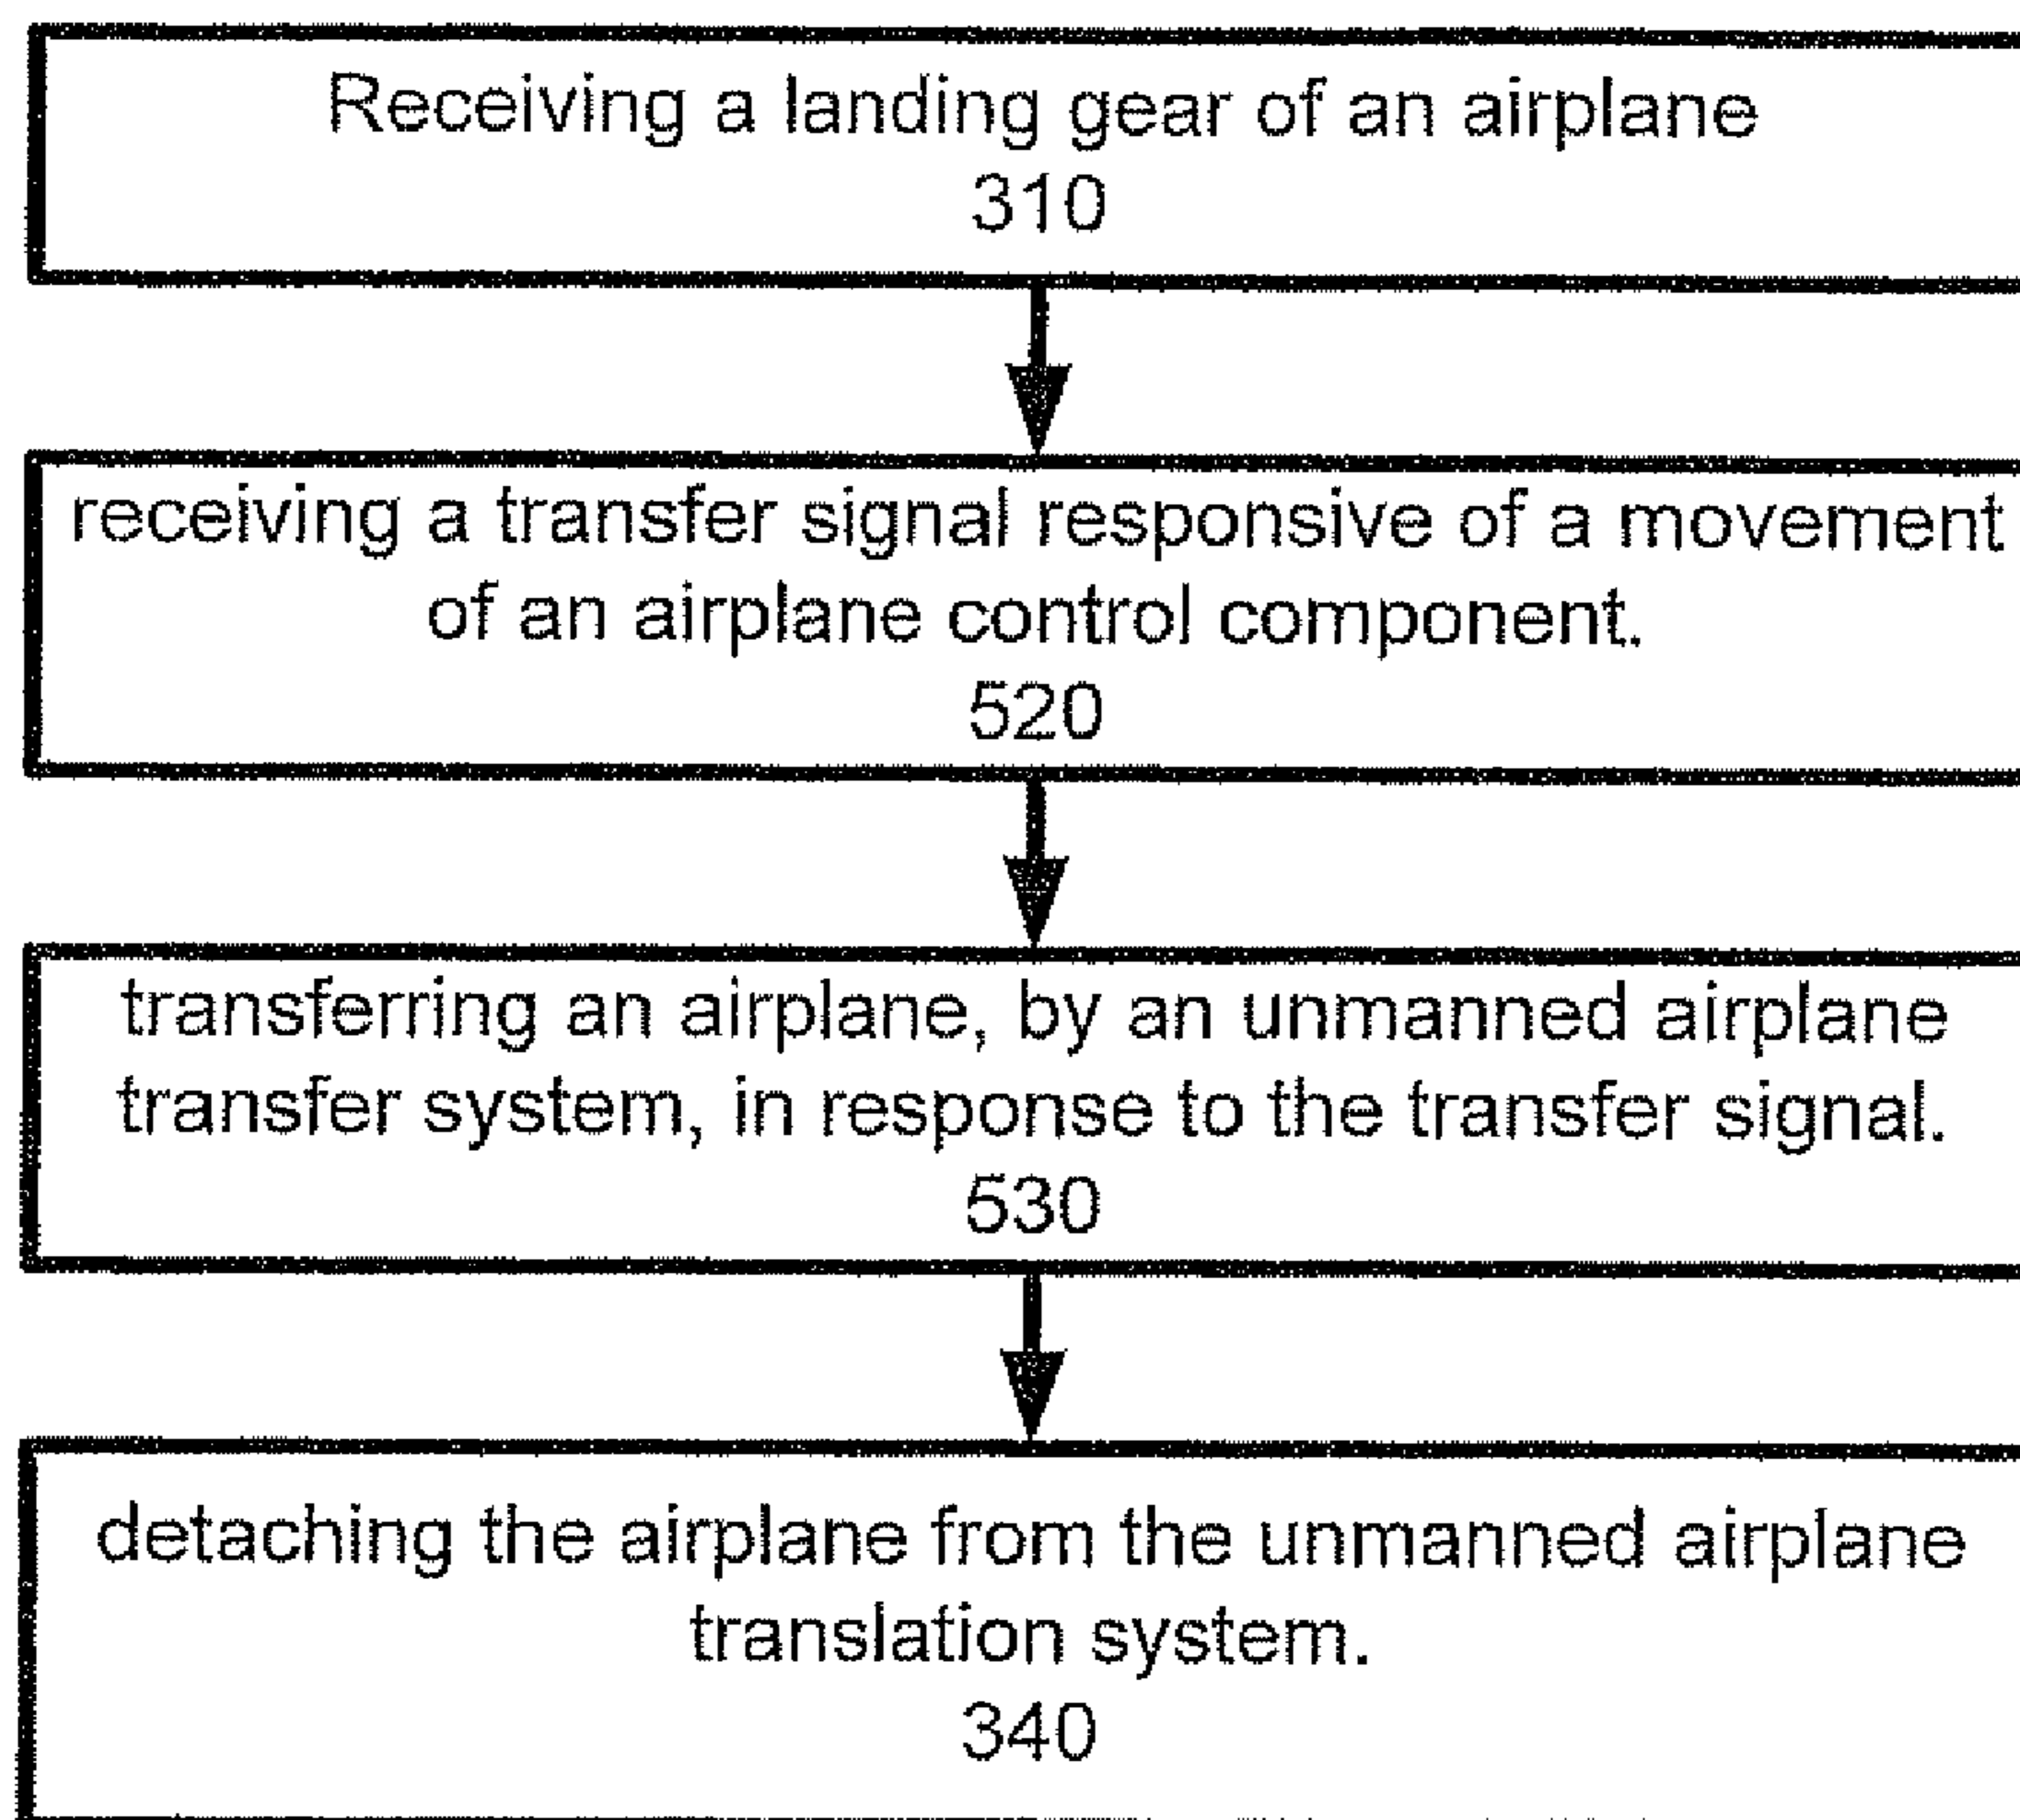 Receiving a landing gear of an airplane
310
receiving a transfer signal responsive of a movement
of an airplane control component.
520
transferring an airplane, by an unmanned airplane
transfer system, in response to the transfer signal.
530
detaching the airplane from the unmanned airplane
translation system.
340